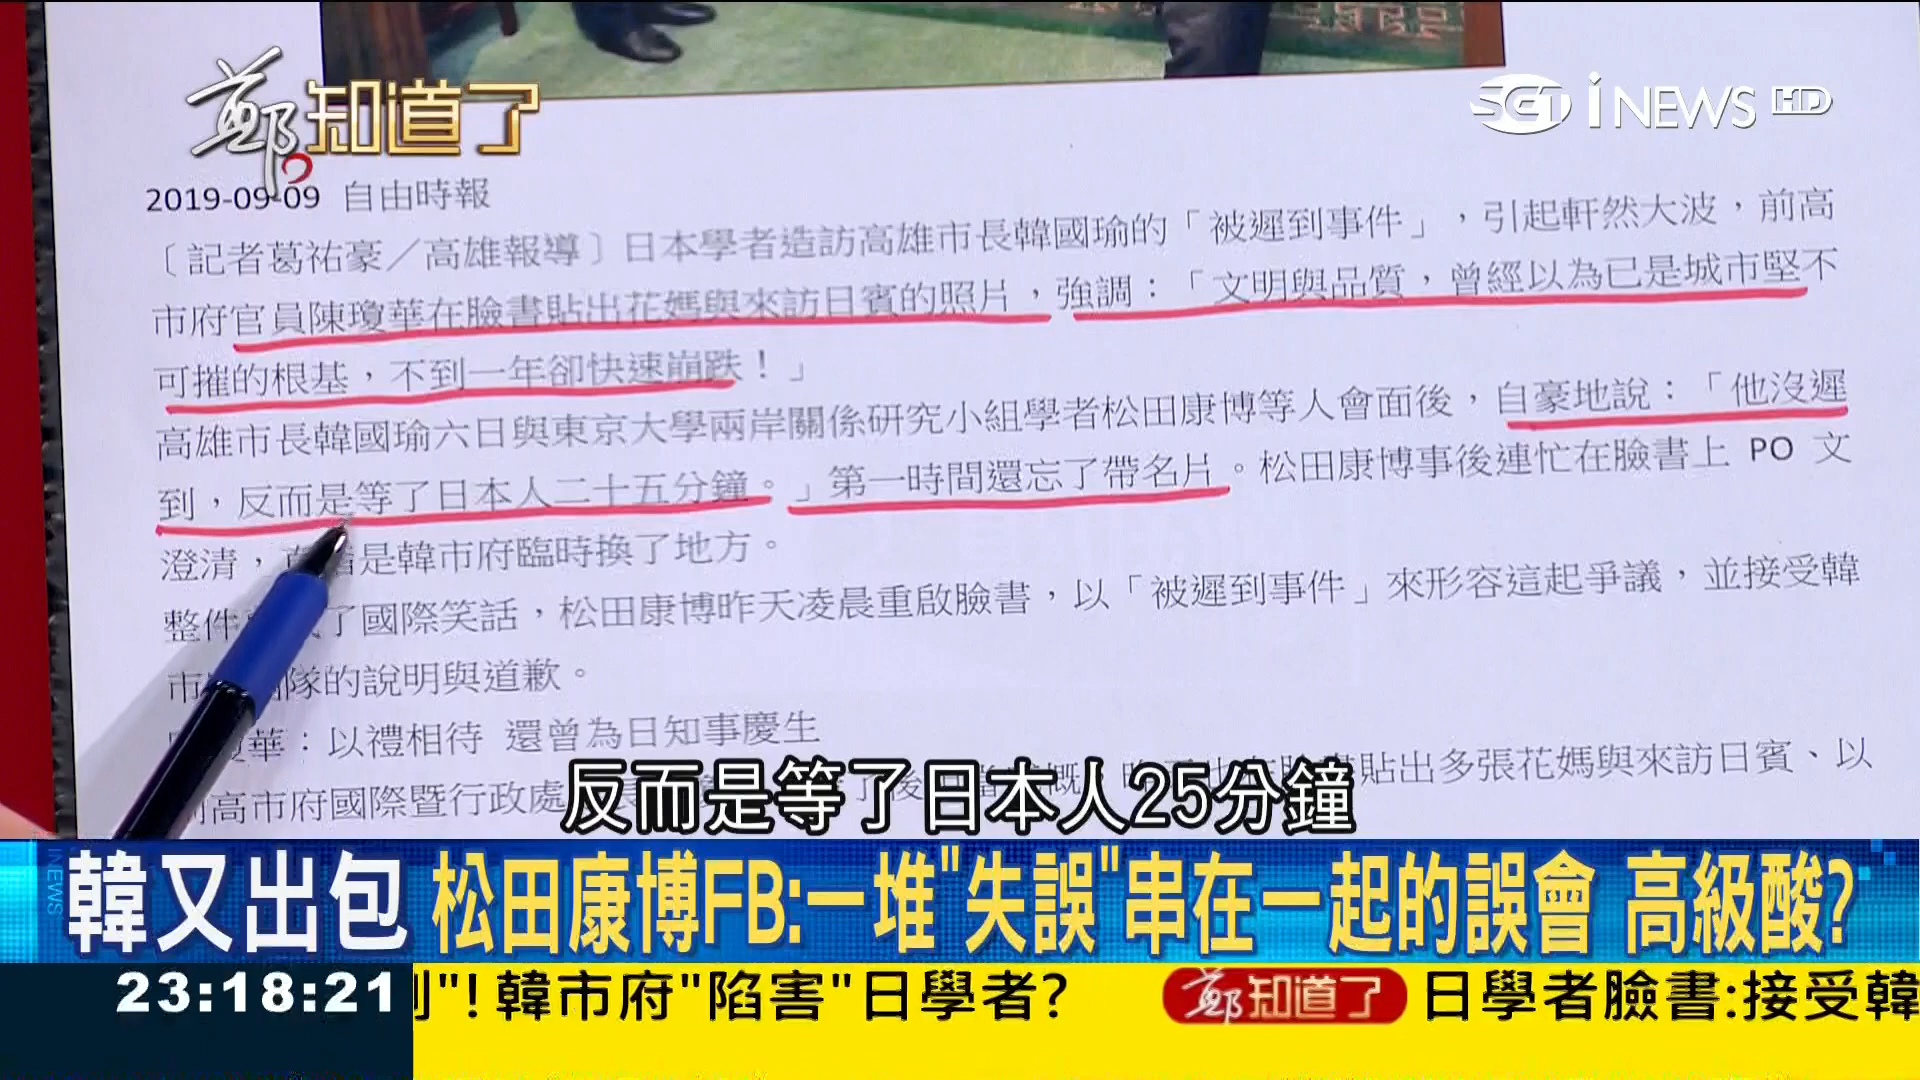 鄭知道了
SET iNEWS HD
2019-09-09 自由時報
〔記者葛祐豪／高雄報導〕日本學者造訪高雄市長韓國瑜的「被遲到事件」，引起軒然大波，前高
市府官員陳瓊華在臉書貼出花媽與來訪日賓的照片，強調：「文明與品質，曾經以為已是城市堅不
可摧的根基，不到一年卻快速崩跌！」
高雄市長韓國瑜六日與東京大學兩岸關係研究小組學者松田康博等人會面後，自豪地說：「他沒遲
到，反而是等了日本人二十五分鐘。」第一時間還忘了帶名片。松田康博事後連忙在臉書上 PO 文
澄清，是韓市府臨時換了地方。
整件了國際笑話，松田康博昨天凌晨重啟臉書，以「被遲到事件」來形容這起爭議，並接受韓
市隊的說明與道歉。
華：以禮相待 還曾為日知事慶生
高市府國際暨行政處後貼出多張花媽與來訪日賓、以
反而是等了日本人25分鐘
iNEWS
韓又出包 松田康博FB:一堆"失誤"串在一起的誤會 高級酸?
23:18:21 "!韓市府"陷害"日學者? 鄭知道了 日學者臉書:接受韓